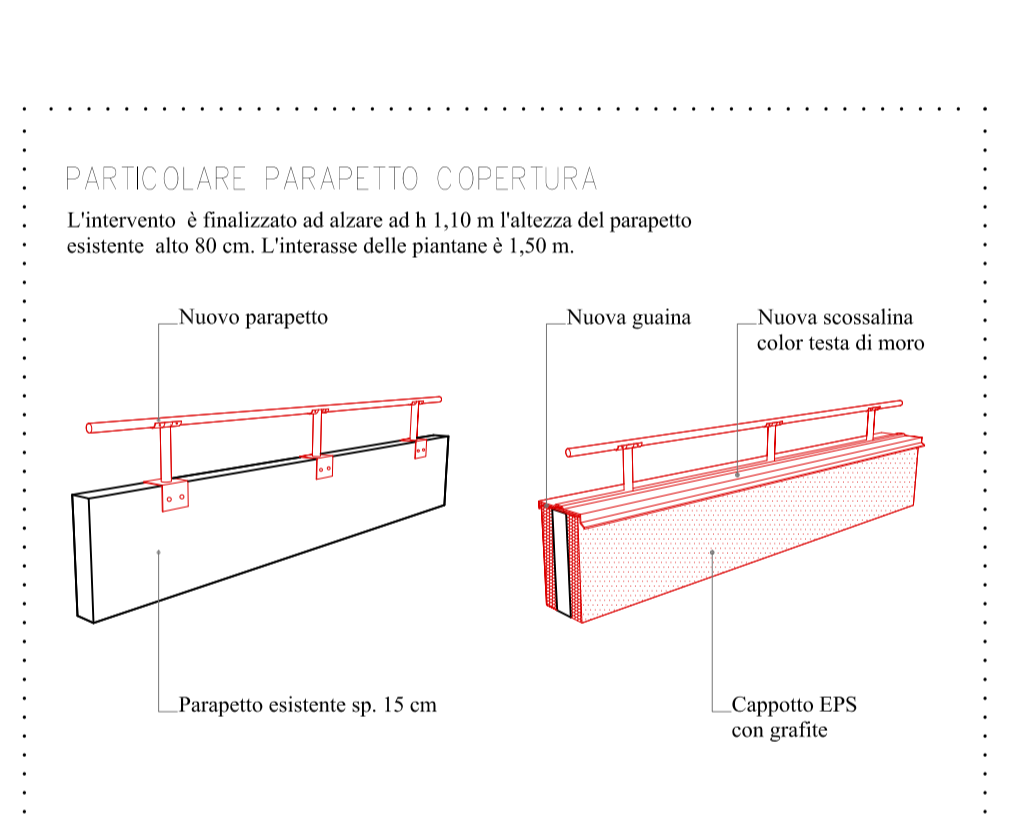 PARTICOLARE PARAPETTO COPERTURA
L'intervento è finalizzato ad alzare ad h 1,10 m l'altezza del parapetto
esistente alto 80 cm. L'interasse delle piantane è 1,50 m.
Nuovo parapetto
Nuova guaina
Nuova scossalina
color testa di moro
Parapetto esistente sp. 15 cm
Cappotto EPS
con grafite